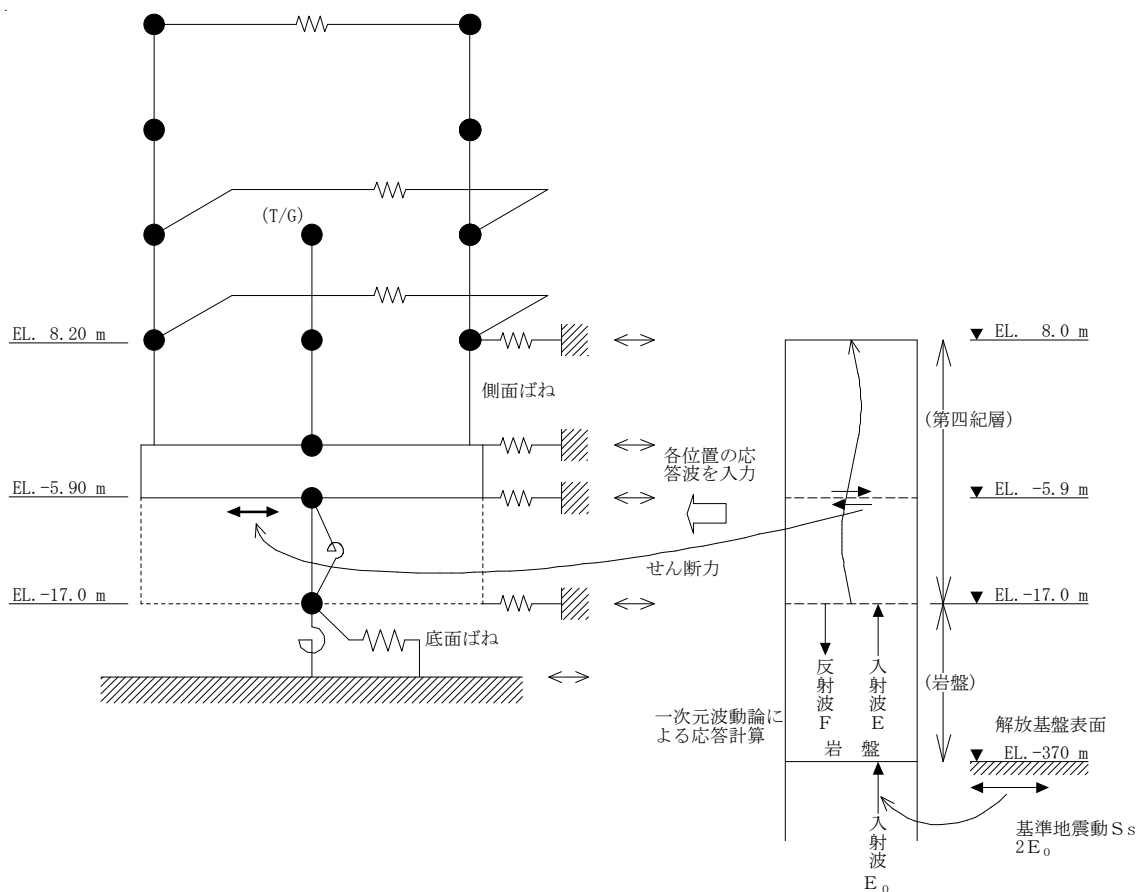 (T/G)
EL. 8.20 m
側面ばね
EL.-5.90 m
各位置の応
答波を入力
せん断力
EL.-17.0 m
底面ばね
EL. 8.0 m
(第四紀層)
EL. -5.9 m
EL.-17.0 m
反射波F
入射波E
(岩盤)
一次元波動論に
よる応答計算
岩 盤
解放基盤表面
EL.-370 m
入射波E₀
基準地震動Ss
2E₀